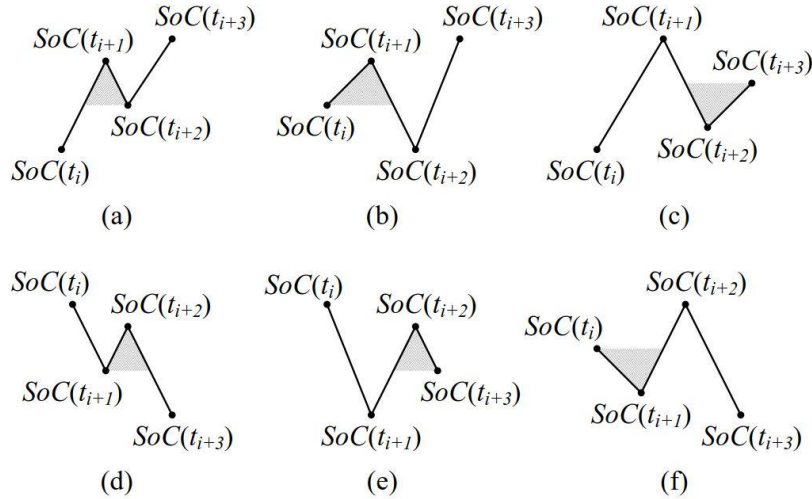 SoC(t_{i+1}) SoC(t_{i+3})
SoC(t_{i+2})
SoC(t_i)
(a)
SoC(t_{i+1}) SoC(t_{i+3})
SoC(t_i)
SoC(t_{i+2})
(b)
SoC(t_{i+1})
SoC(t_{i+3})
SoC(t_{i+2})
SoC(t_i)
(c)
SoC(t_i)
SoC(t_{i+2})
SoC(t_{i+1})
SoC(t_{i+3})
(d)
SoC(t_i)
SoC(t_{i+2})
SoC(t_{i+3})
SoC(t_{i+1})
(e)
SoC(t_{i+2})
SoC(t_i)
SoC(t_{i+1})
SoC(t_{i+3})
(f)